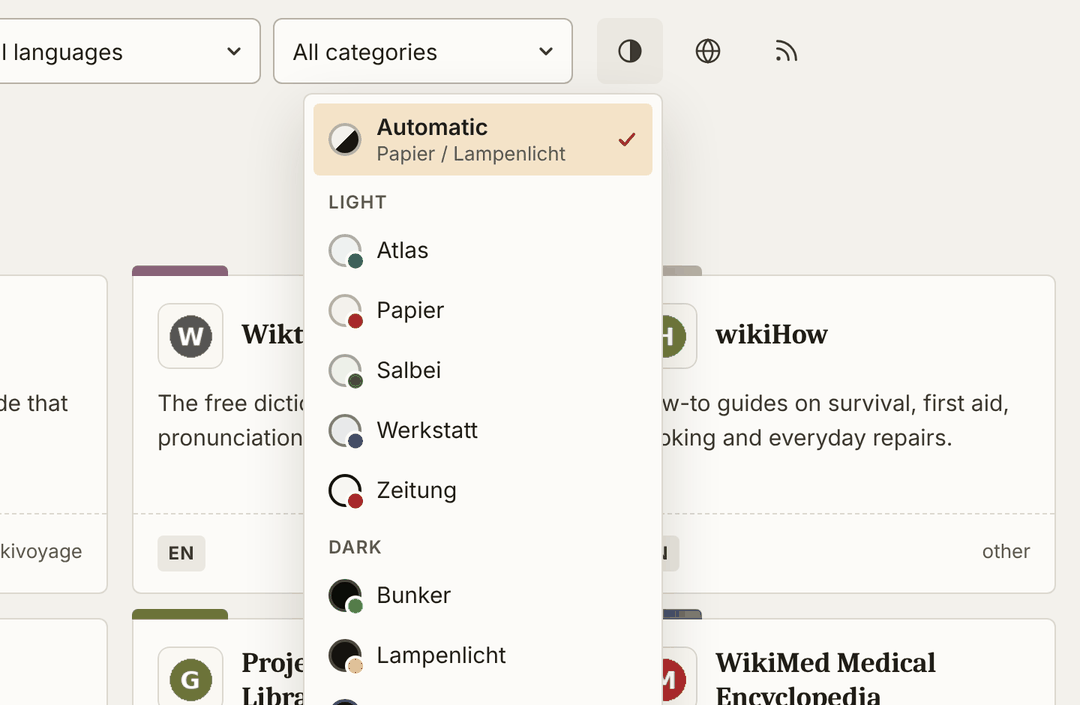 l languages
All categories
Automatic
Papier / Lampenlicht
LIGHT
Atlas
Papier
Salbei
Werkstatt
Zeitung
DARK
Bunker
Lampenlicht
de that
kivoyage
W
Wikt
The free dictio
pronunciation
EN
H
wikiHow
w-to guides on survival, first aid,
oking and everyday repairs.
other
G
Proje
Libra
M
WikiMed Medical
Encyclopedia